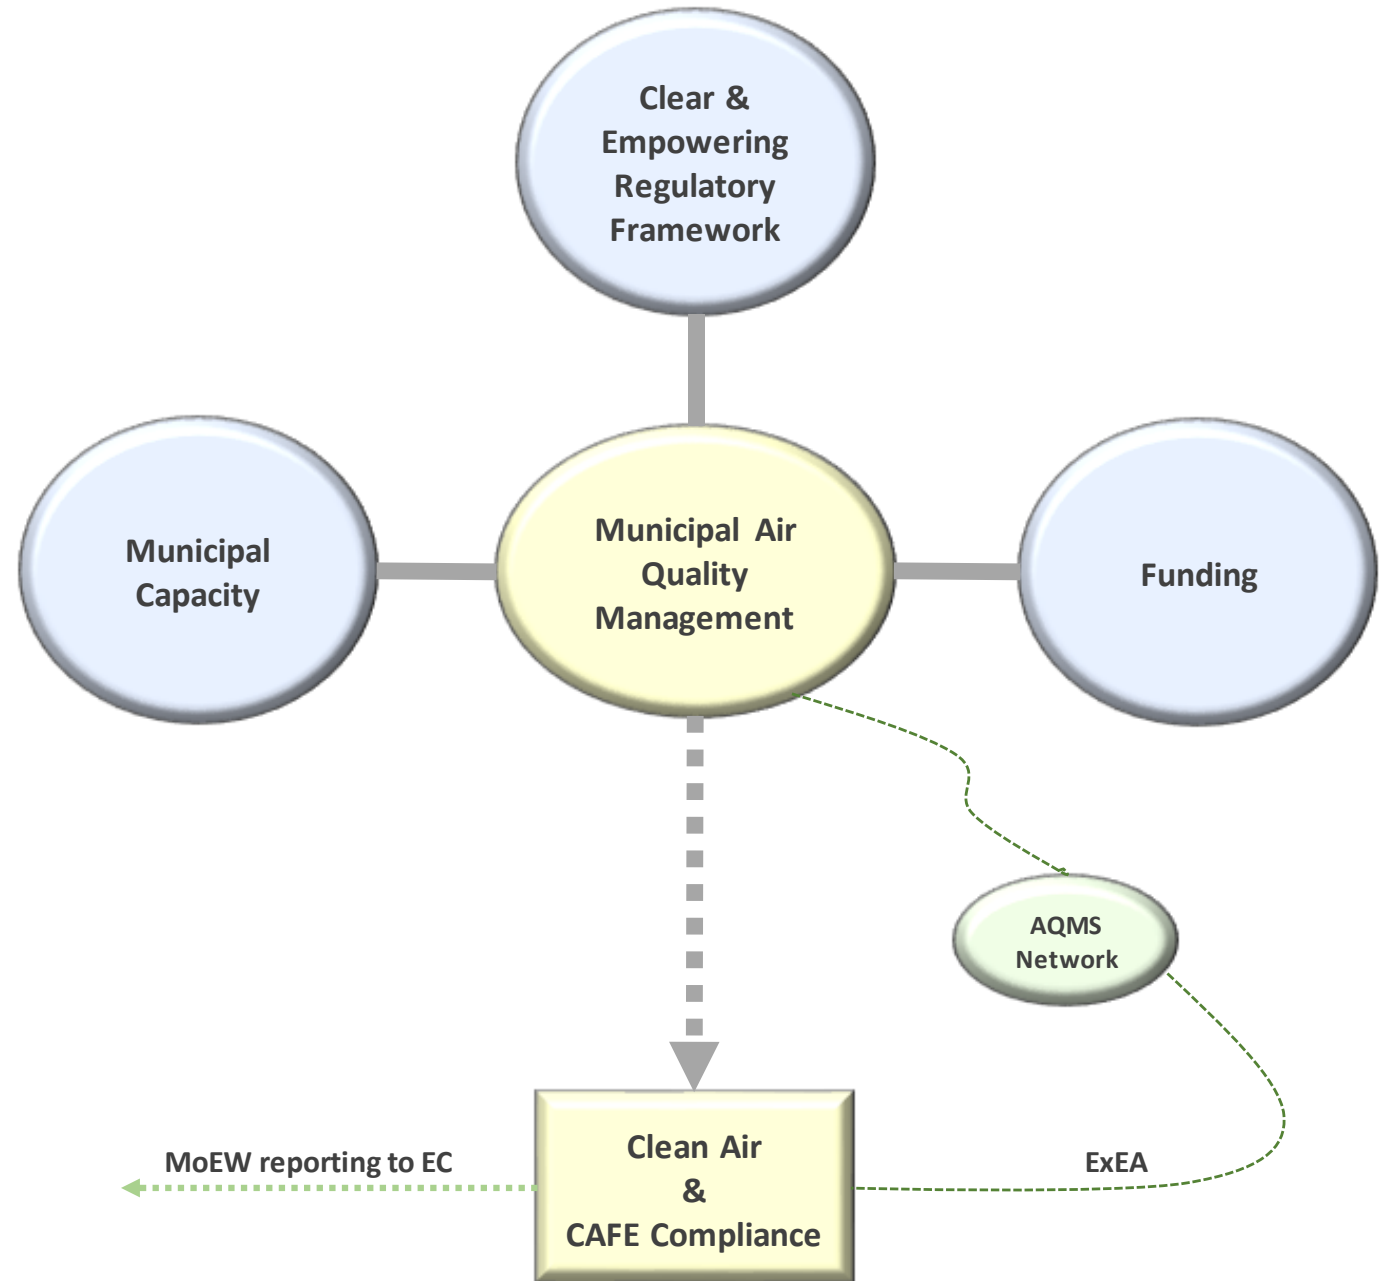 Clear &
Empowering
Regulatory
Framework
Municipal
Capacity
Municipal Air
Quality
Management
Funding
AQMS
Network
MoEW reporting to EC
Clean Air
&
CAFE Compliance
ExEA